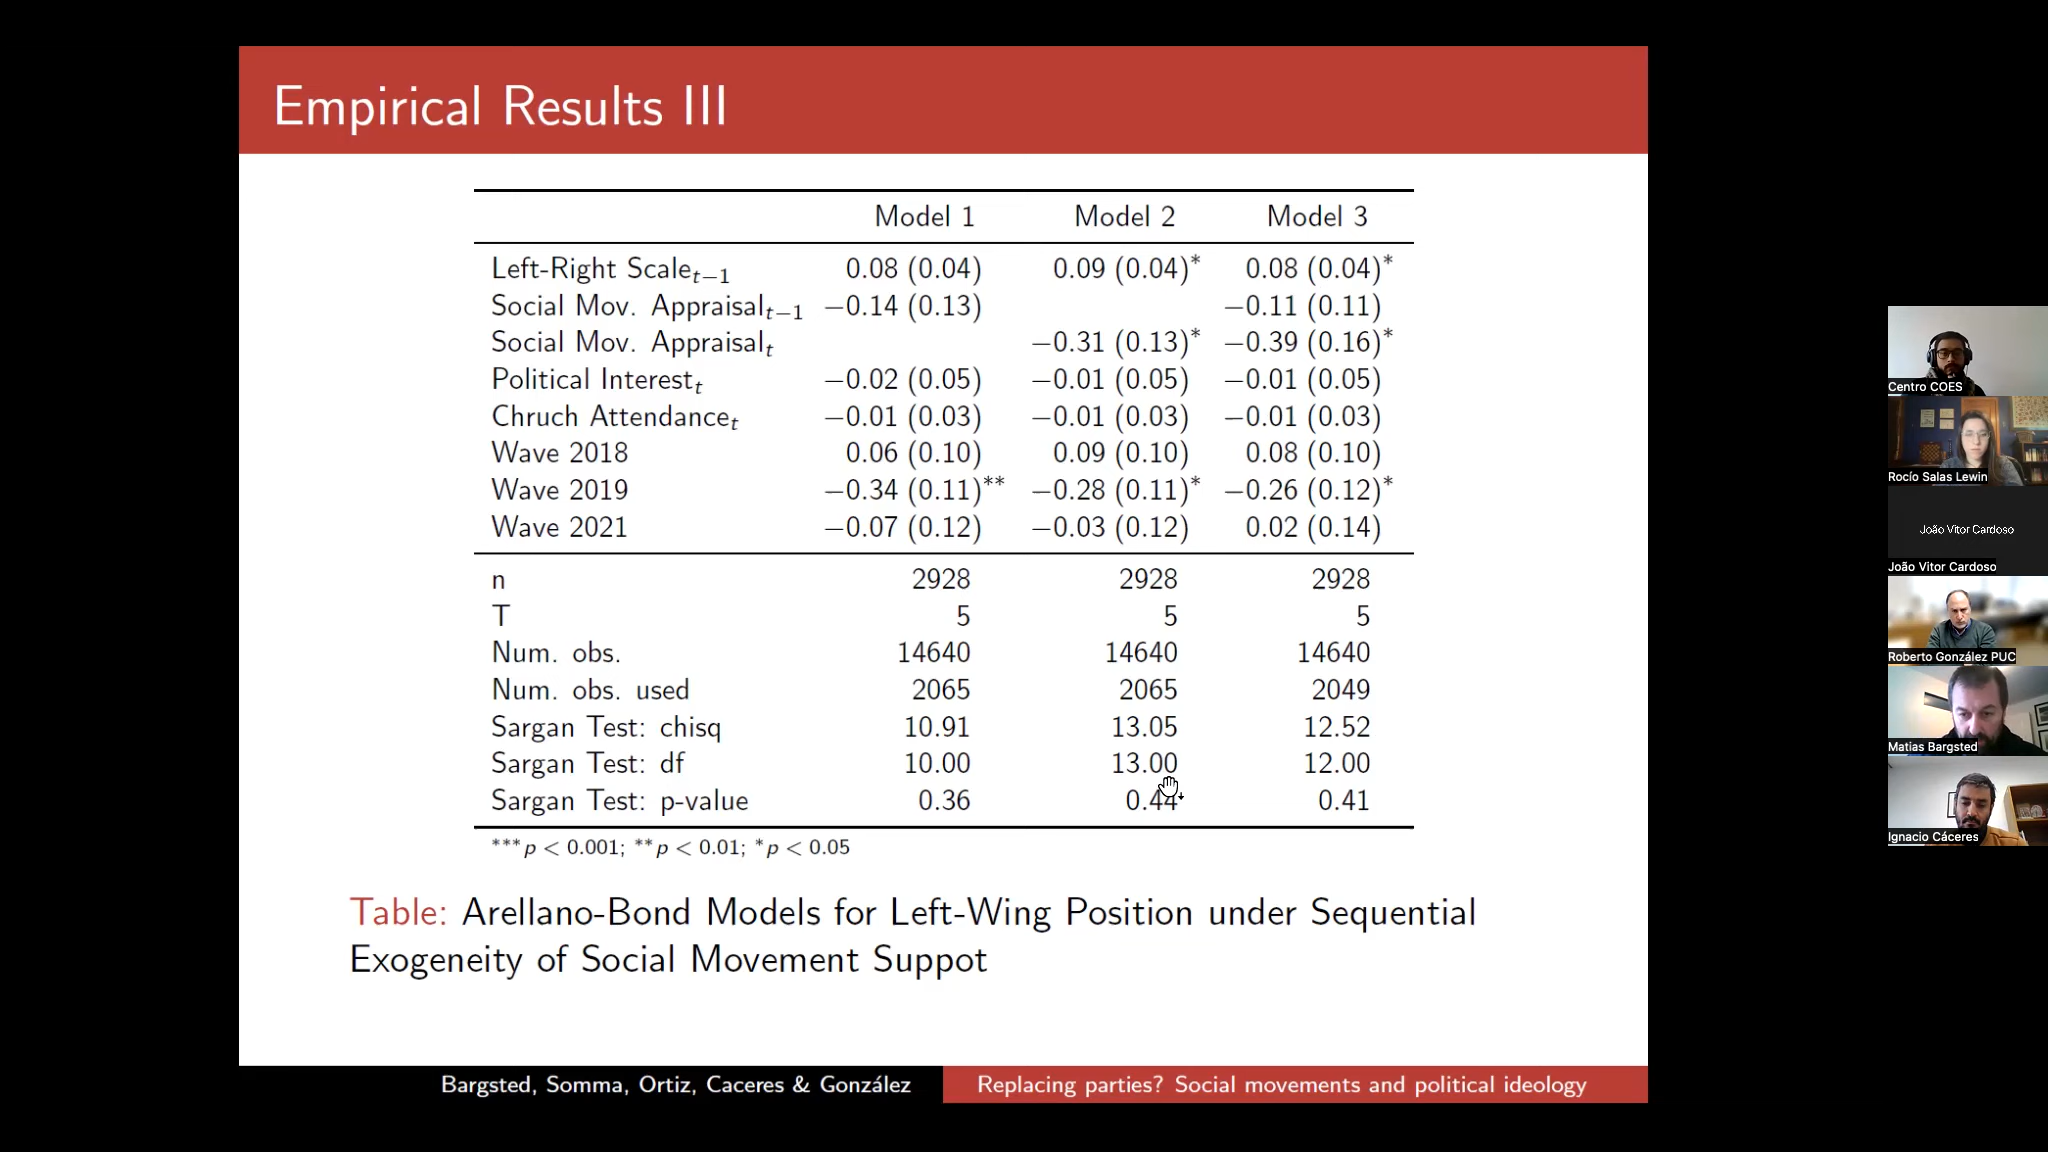 Empirical Results III
Model 1 Model 2 Model 3
Left-Right Scale_{t−1} 0.08 (0.04) 0.09 (0.04)* 0.08 (0.04)*
Social Mov. Appraisal_{t−1} −0.14 (0.13) −0.11 (0.11)
Social Mov. Appraisal_t −0.31 (0.13)* −0.39 (0.16)*
Political Interest_t −0.02 (0.05) −0.01 (0.05) −0.01 (0.05)
Chruch Attendance_t −0.01 (0.03) −0.01 (0.03) −0.01 (0.03)
Wave 2018 0.06 (0.10) 0.09 (0.10) 0.08 (0.10)
Wave 2019 −0.34 (0.11)** −0.28 (0.11)* −0.26 (0.12)*
Wave 2021 −0.07 (0.12) −0.03 (0.12) 0.02 (0.14)
n 2928 2928 2928
T 5 5 5
Num. obs. 14640 14640 14640
Num. obs. used 2065 2065 2049
Sargan Test: chisq 10.91 13.05 12.52
Sargan Test: df 10.00 13.00 12.00
Sargan Test: p-value 0.36 0.44 0.41
***p < 0.001; **p < 0.01; *p < 0.05
Table: Arellano-Bond Models for Left-Wing Position under Sequential
Exogeneity of Social Movement Suppot
Bargsted, Somma, Ortiz, Caceres & González Replacing parties? Social movements and political ideology
Centro COES
Rocío Salas Lewin
João Vitor Cardoso
João Vitor Cardoso
Roberto González PUC
Matias Bargsted
Ignacio Cáceres